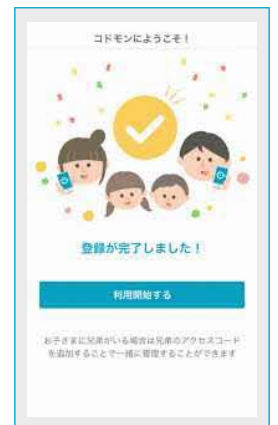 コドモンにようこそ！
登録が完了しました！
利用開始する
お子さまに兄弟がいる場合は兄弟のアクセスコード
を追加することで一緒に管理することができます